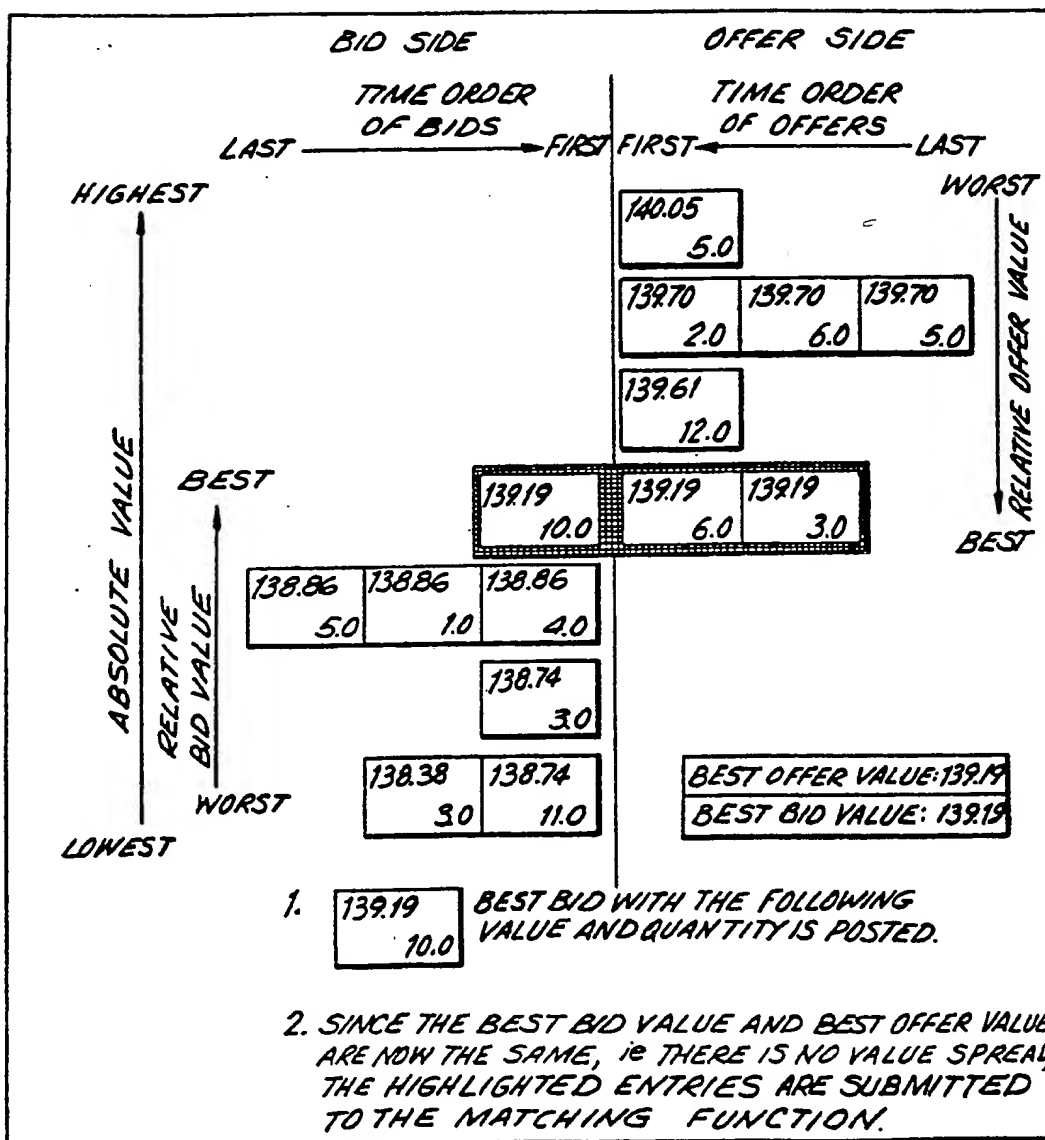 BID SIDE OFFER SIDE
TIME ORDER OF BIDS
TIME ORDER OF OFFERS
LAST FIRST FIRST LAST
HIGHEST
WORST
140.05
5.0
139.70 139.70 139.70
2.0 6.0 5.0
139.61
12.0
RELATIVE OFFER VALUE
BEST
139.19 139.19 139.19
10.0 6.0 3.0
BEST
138.86 138.86 138.86
5.0 1.0 4.0
ABSOLUTE VALUE
RELATIVE
BID VALUE
138.74
3.0
138.38 138.74
3.0 11.0
WORST
LOWEST
BEST OFFER VALUE: 139.19
BEST BID VALUE: 139.19
1. 139.19
10.0
BEST BID WITH THE FOLLOWING
VALUE AND QUANTITY IS POSTED.
2. SINCE THE BEST BID VALUE AND BEST OFFER VALUE
ARE NOW THE SAME, ie THERE IS NO VALUE SPREAD,
THE HIGHLIGHTED ENTRIES ARE SUBMITTED
TO THE MATCHING FUNCTION.